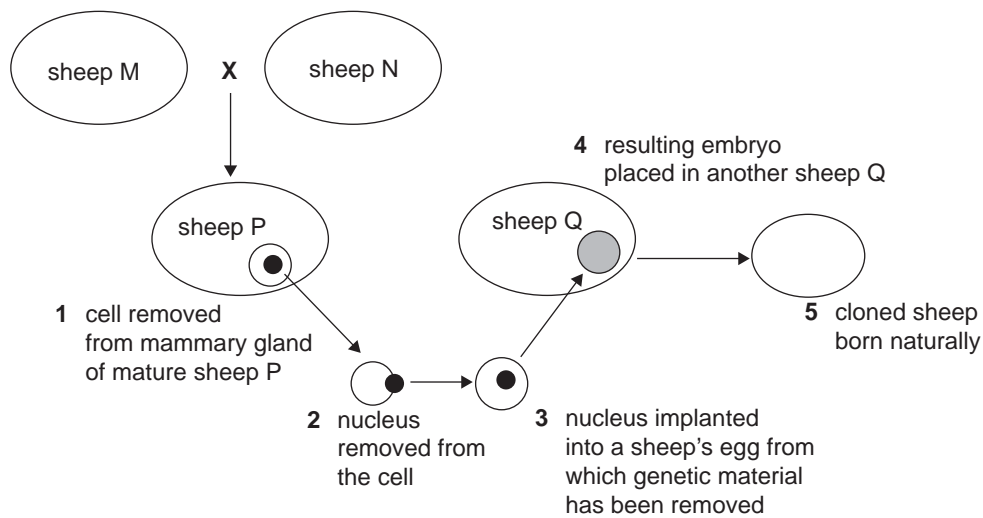 sheep M X sheep N
4 resulting embryo
placed in another sheep Q
sheep P
sheep Q
1 cell removed
from mammary gland
of mature sheep P
5 cloned sheep
born naturally
2 nucleus
removed from
the cell
3 nucleus implanted
into a sheep's egg from
which genetic material
has been removed